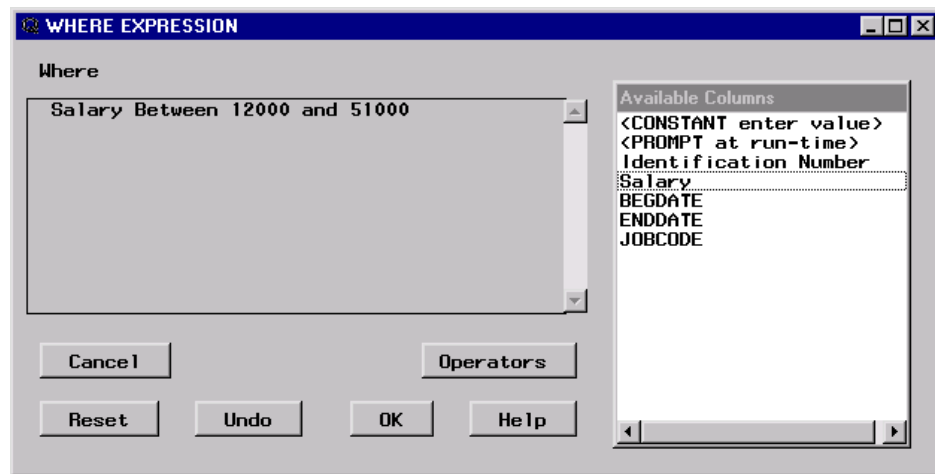 WHERE EXPRESSION
Where
Salary Between 12000 and 51000
Available Columns
<CONSTANT enter value>
<PROMPT at run-time>
Identification Number
Salary
BEGDATE
ENDDATE
JOBCODE
Cancel
Operators
Reset
Undo
OK
Help